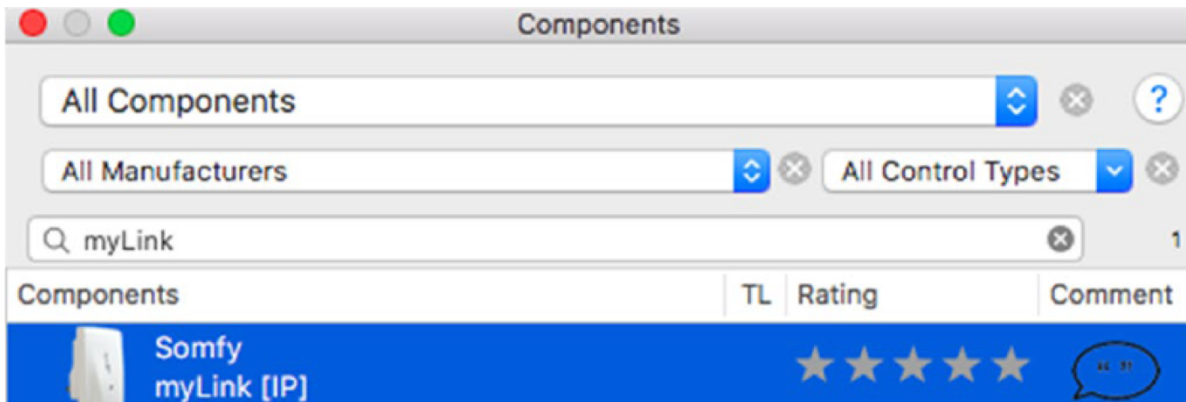 Components
All Components
?
All Manufacturers
All Control Types
myLink
1
Components TL Rating Comment
Somfy
myLink [IP]